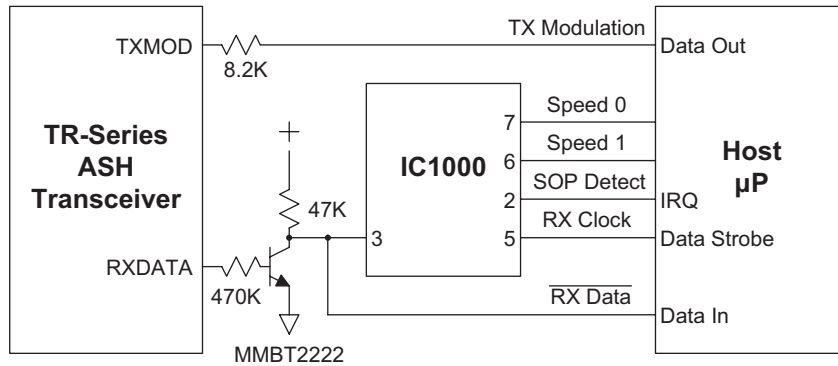 TXMOD
8.2K
TX Modulation
Data Out
TR-Series
ASH
Transceiver
+
47K
RXDATA
470K
MMBT2222
IC1000
3
7
Speed 0
6
Speed 1
2
SOP Detect
IRQ
5
RX Clock
Data Strobe
Host
µP
RX Data
Data In